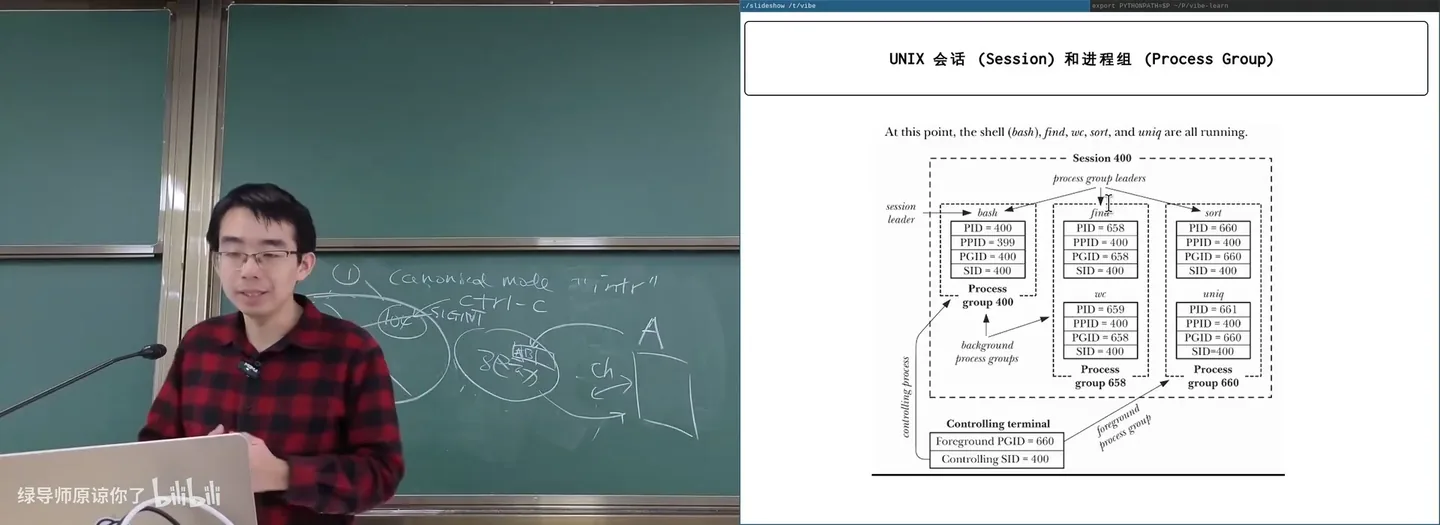 ① Canonical mode "intr"
ctrl-C
SIGINT
A
ch
绿导师原谅你了 bilibili
./slideshow /t/vibe
export PYTHONPATH=$P ~/P/vibe-learn
UNIX 会话 (Session) 和进程组 (Process Group)
At this point, the shell (bash), find, wc, sort, and uniq are all running.
Session 400
process group leaders
session
leader
bash
PID = 400
PPID = 399
PGID = 400
SID = 400
Process
group 400
find
PID = 658
PPID = 400
PGID = 658
SID = 400
wc
PID = 659
PPID = 400
PGID = 658
SID = 400
Process
group 658
sort
PID = 660
PPID = 400
PGID = 660
SID = 400
uniq
PID = 661
PPID = 400
PGID = 660
SID=400
Process
group 660
background
process groups
controlling process
foreground
process group
Controlling terminal
Foreground PGID = 660
Controlling SID = 400